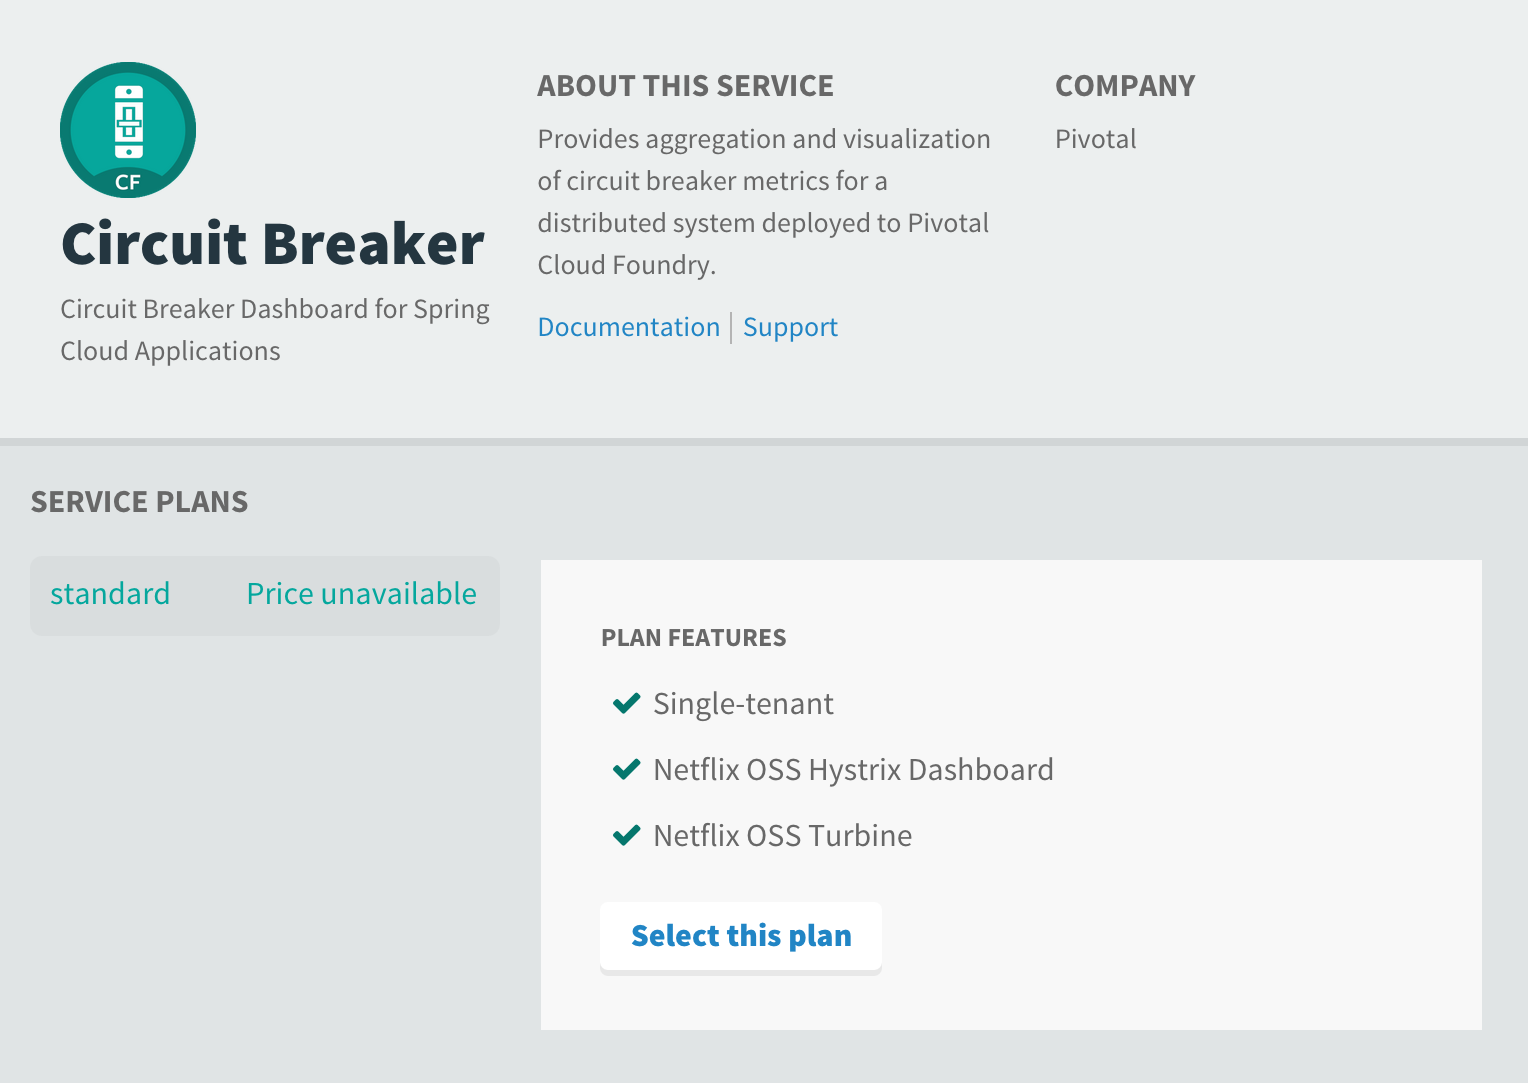 CF
Circuit Breaker
Circuit Breaker Dashboard for Spring
Cloud Applications
ABOUT THIS SERVICE
Provides aggregation and visualization
of circuit breaker metrics for a
distributed system deployed to Pivotal
Cloud Foundry.
Documentation | Support
COMPANY
Pivotal
SERVICE PLANS
standard Price unavailable
PLAN FEATURES
Single-tenant
Netflix OSS Hystrix Dashboard
Netflix OSS Turbine
Select this plan